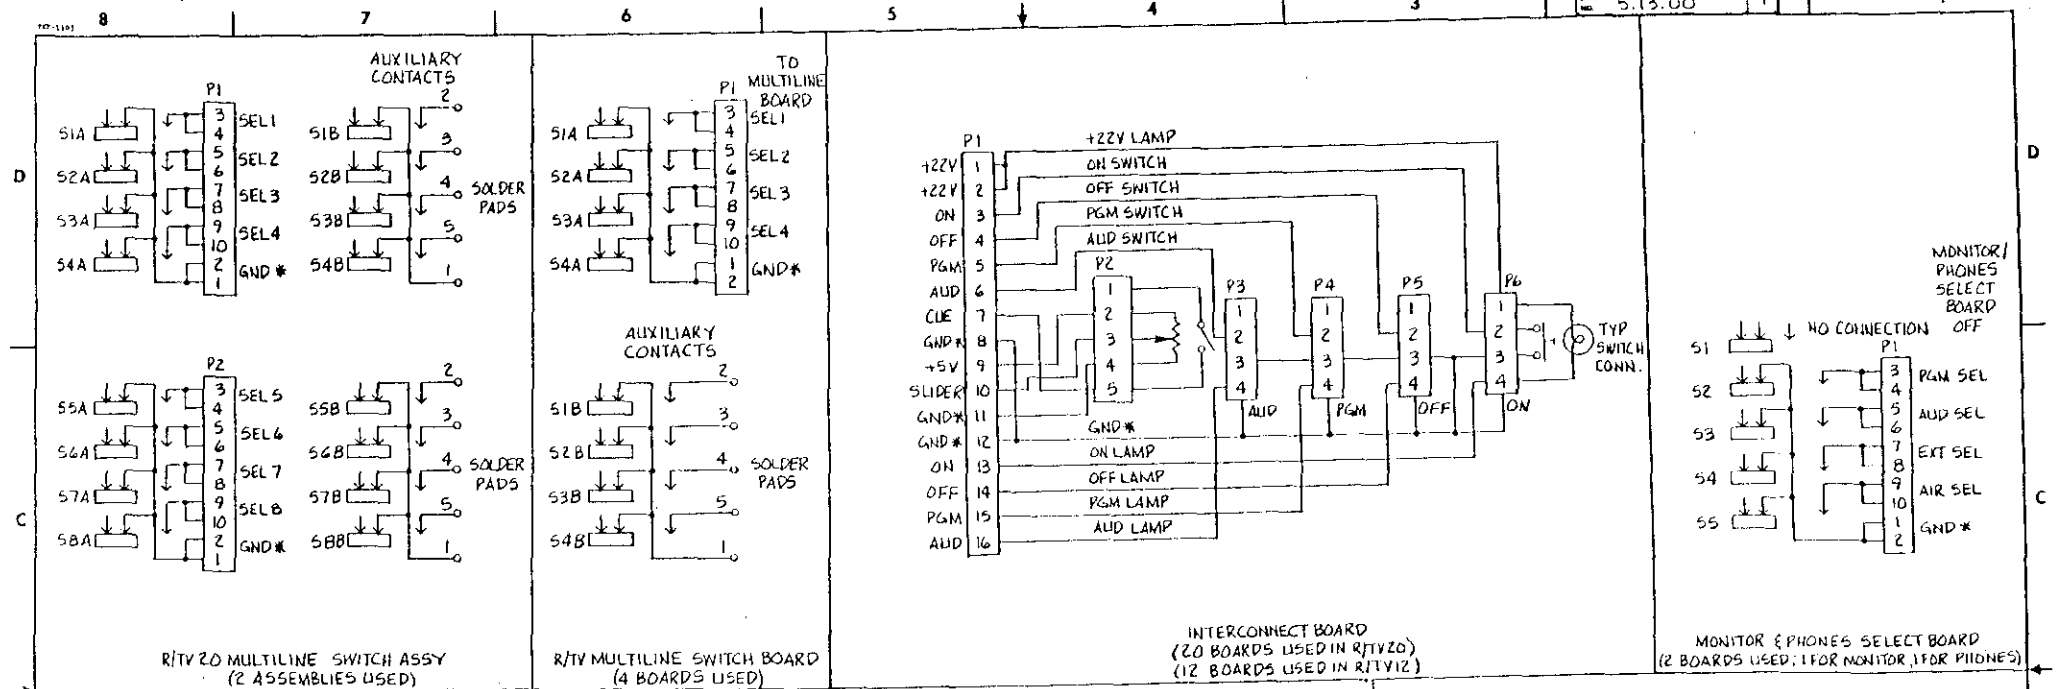 8 7 6 5 4 3
5.13.00
D
C
AUXILIARY
CONTACTS
P1
S1A
3
4
SEL1
S2A
5
6
SEL2
S3A
7
8
SEL3
S4A
9
10
SEL4
2
1
GND*
S1B
S2B
S3B
S4B
2
3
4
5
1
SOLDER
PADS
P2
S5A
3
4
SEL5
S6A
5
6
SEL6
S7A
7
8
SEL7
S8A
9
10
SEL8
2
1
GND*
S5B
S6B
S7B
S8B
2
3
4
5
1
SOLDER
PADS
R/TV 20 MULTILINE SWITCH ASSY
(2 ASSEMBLIES USED)
TO
MULTILINE
BOARD
P1
S1A
3
4
SEL1
S2A
5
6
SEL2
S3A
7
8
SEL3
S4A
9
10
SEL4
1
2
GND*
AUXILIARY
CONTACTS
S1B
S2B
S3B
S4B
2
3
4
5
1
SOLDER
PADS
R/TV MULTILINE SWITCH BOARD
(4 BOARDS USED)
P1
+22V 1 +22V LAMP
+22V 2 ON SWITCH
ON 3 OFF SWITCH
OFF 4 PGM SWITCH
PGM 5 AUD SWITCH
AUD 6
CUE 7
GND* 8
+5V 9
SLIDER 10
GND* 11
GND* 12 GND*
ON 13 ON LAMP
OFF 14 OFF LAMP
PGM 15 PGM LAMP
AUD 16 AUD LAMP
P2
1
2
3
4
5
P3
1
2
3
4
AUD
P4
1
2
3
4
PGM
P5
1
2
3
4
OFF
P6
1
2
3
4
ON
TYP
SWITCH
CONN.
INTERCONNECT BOARD
(20 BOARDS USED IN R/TV20)
(12 BOARDS USED IN R/TV12)
MONITOR/
PHONES
SELECT
BOARD
NO CONNECTION OFF
S1
S2
S3
S4
S5
P1
3
4
PGM SEL
5
6
AUD SEL
7
8
EXT SEL
9
10
AIR SEL
1
2
GND*
MONITOR & PHONES SELECT BOARD
(2 BOARDS USED; 1 FOR MONITOR, 1 FOR PHONES)
D
C